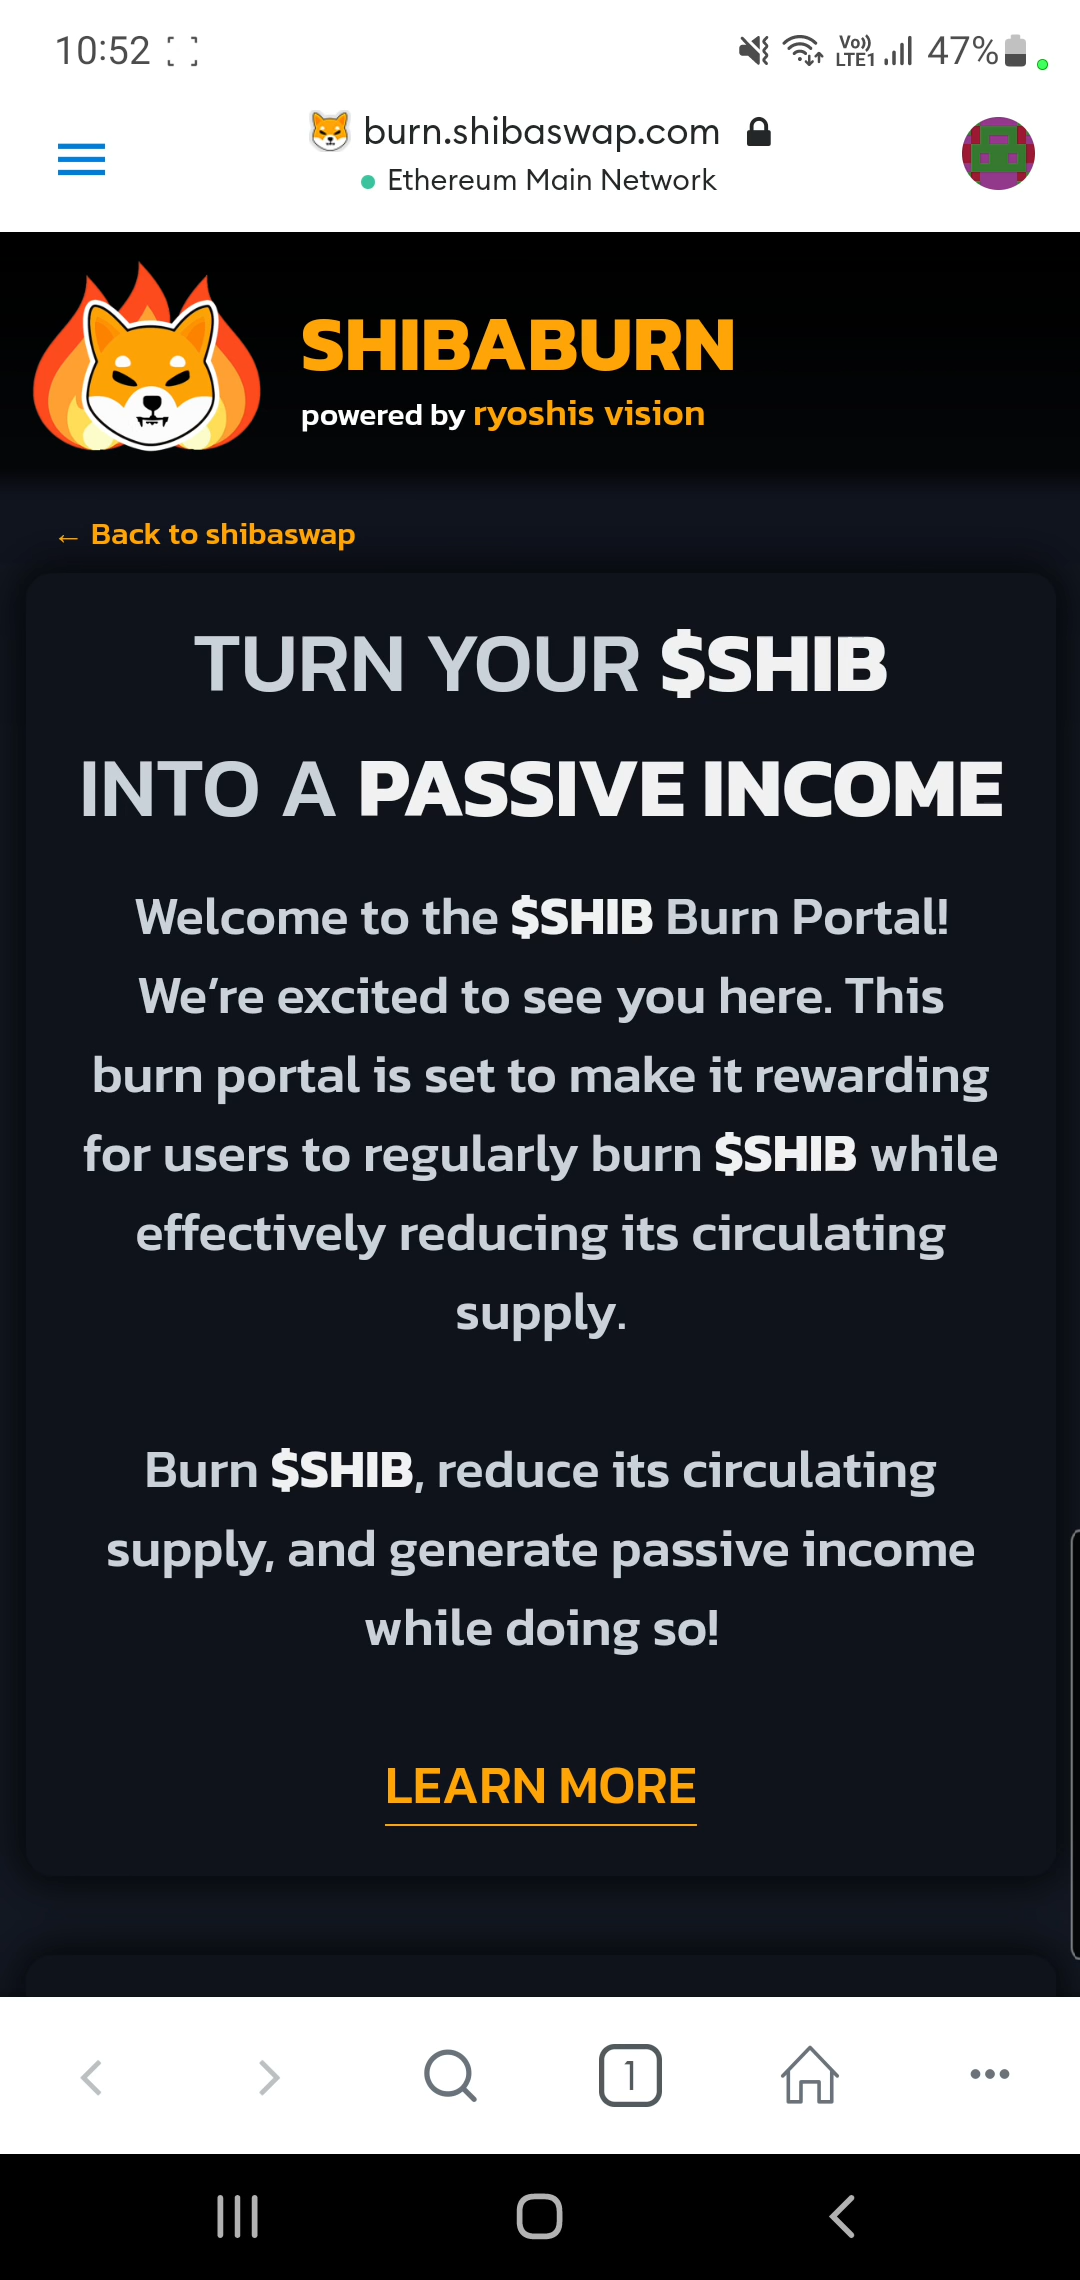 10:52
Vo)) LTE1 47%
burn.shibaswap.com
Ethereum Main Network
SHIBABURN
powered by ryoshis vision
← Back to shibaswap
TURN YOUR $SHIB
INTO A PASSIVE INCOME
Welcome to the $SHIB Burn Portal!
We’re excited to see you here. This
burn portal is set to make it rewarding
for users to regularly burn $SHIB while
effectively reducing its circulating
supply.
Burn $SHIB, reduce its circulating
supply, and generate passive income
while doing so!
LEARN MORE
1